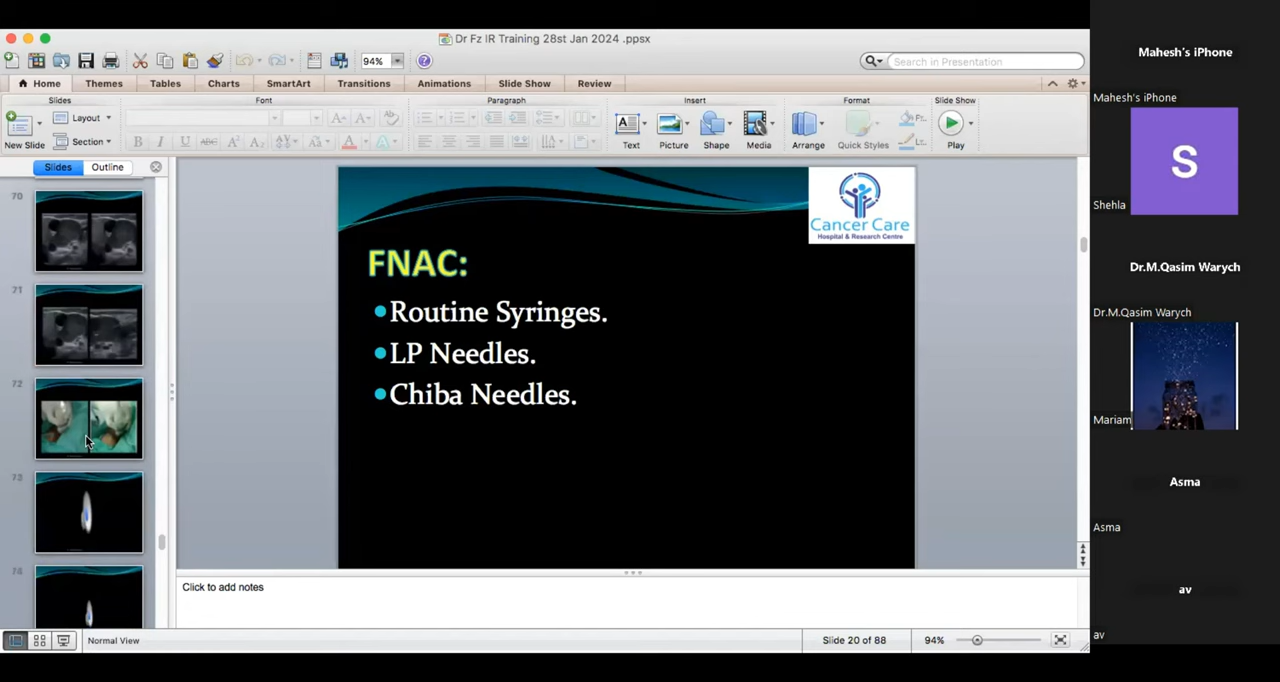 Dr Fz IR Training 28st Jan 2024 .ppsx
94%
Search in Presentation
Home
Themes
Tables
Charts
SmartArt
Transitions
Animations
Slide Show
Review
Slides
Font
Paragraph
Insert
Format
Slide Show
New Slide
Layout
Section
Text
Picture
Shape
Media
Arrange
Quick Styles
Play
Slides
Outline
70
71
72
73
74
Cancer Care
Hospital & Research Centre
FNAC:
Routine Syringes.
LP Needles.
Chiba Needles.
Click to add notes
Normal View
Slide 20 of 88
94%
Mahesh's iPhone
Mahesh's iPhone
S
Shehla
Dr.M.Qasim Warych
Dr.M.Qasim Warych
Mariam
Asma
Asma
av
av